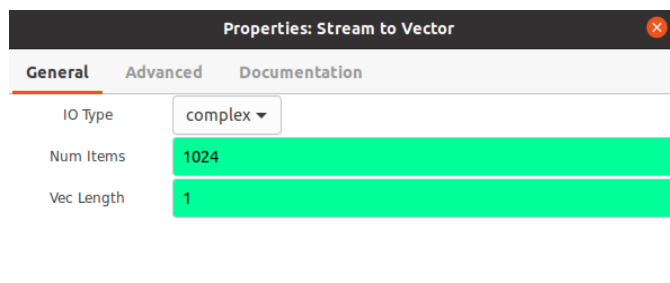 Properties: Stream to Vector
General Advanced Documentation
IO Type complex
Num Items 1024
Vec Length 1